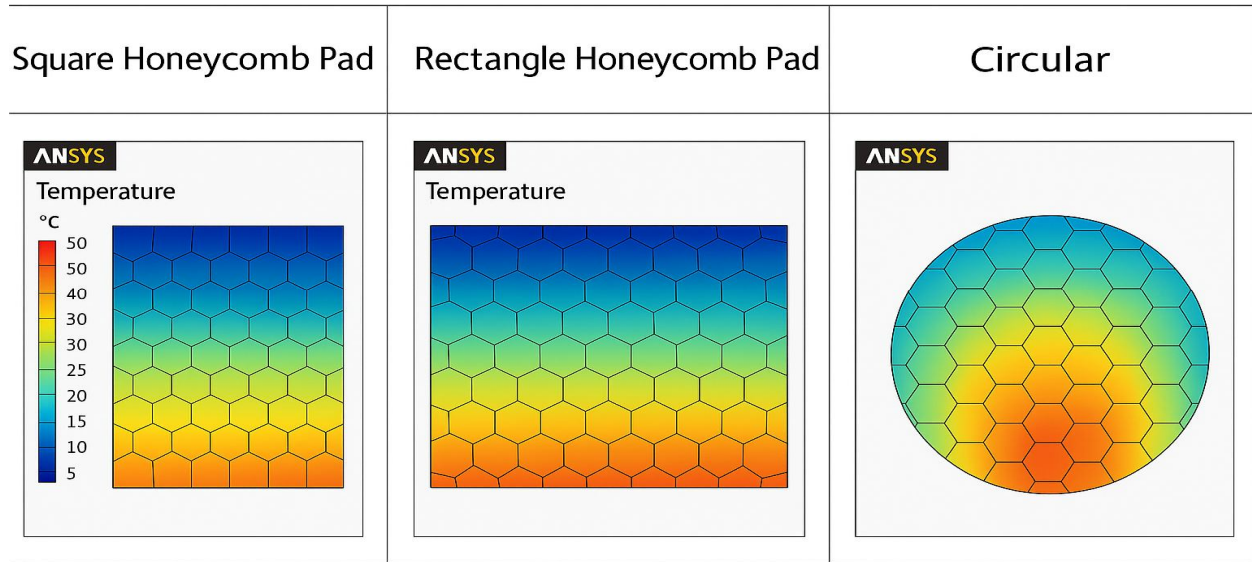 Square Honeycomb Pad
Rectangle Honeycomb Pad
Circular
ANSYS
Temperature
°C
50
50
40
30
30
25
20
15
10
5
ANSYS
Temperature
ANSYS